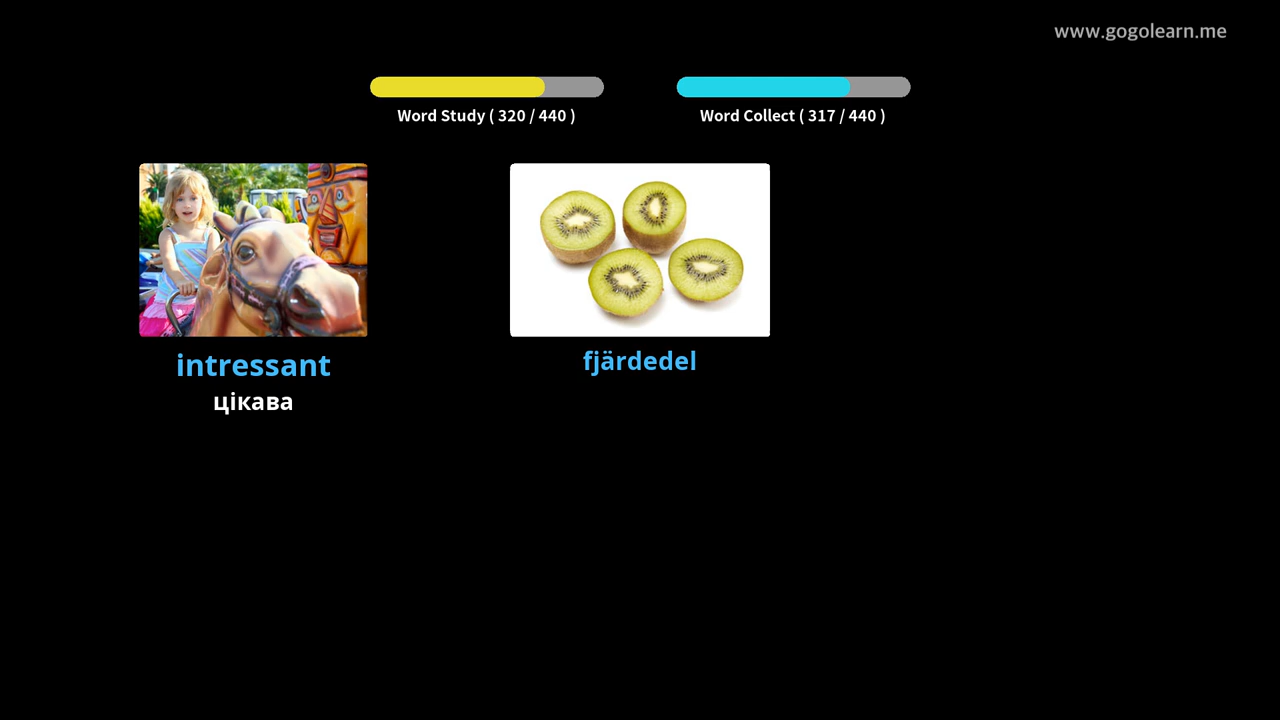 www.gogolearn.me
Word Study ( 320 / 440 )
Word Collect ( 317 / 440 )
intressant
цікава
fjärdedel